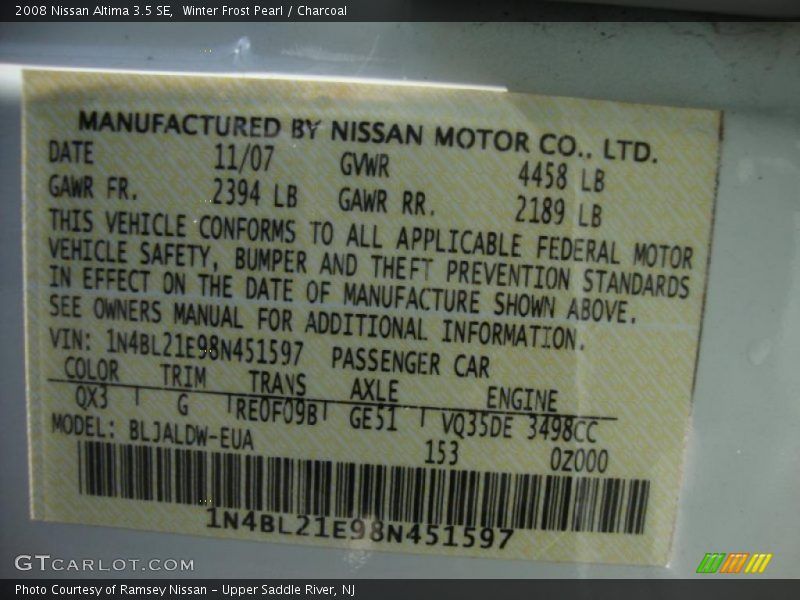 2008 Nissan Altima 3.5 SE, Winter Frost Pearl / Charcoal
MANUFACTURED BY NISSAN MOTOR CO., LTD.
DATE 11/07 GVWR 4458 LB
GAWR FR. 2394 LB GAWR RR. 2189 LB
THIS VEHICLE CONFORMS TO ALL APPLICABLE FEDERAL MOTOR
VEHICLE SAFETY, BUMPER AND THEFT PREVENTION STANDARDS
IN EFFECT ON THE DATE OF MANUFACTURE SHOWN ABOVE.
SEE OWNERS MANUAL FOR ADDITIONAL INFORMATION.
VIN: 1N4BL21E98N451597 PASSENGER CAR
COLOR TRIM TRANS AXLE ENGINE
QX3 G RE0F09B GE51 VQ35DE 3498CC
MODEL: BLJALDW-EUA 153 0Z000
1N4BL21E98N451597
GTCARLOT.COM
Photo Courtesy of Ramsey Nissan - Upper Saddle River, NJ